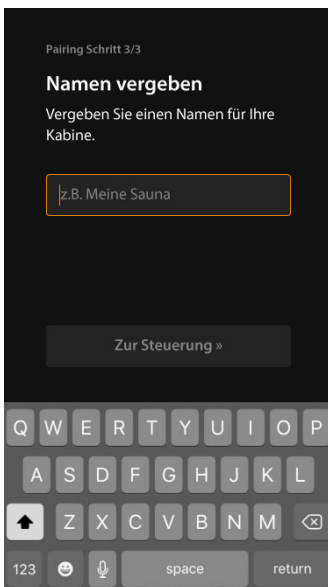 Pairing Schritt 3/3
Namen vergeben
Vergeben Sie einen Namen für Ihre
Kabine.
z.B. Meine Sauna
Zur Steuerung »
Q W E R T Y U I O P
A S D F G H J K L
Z X C V B N M
123 space return